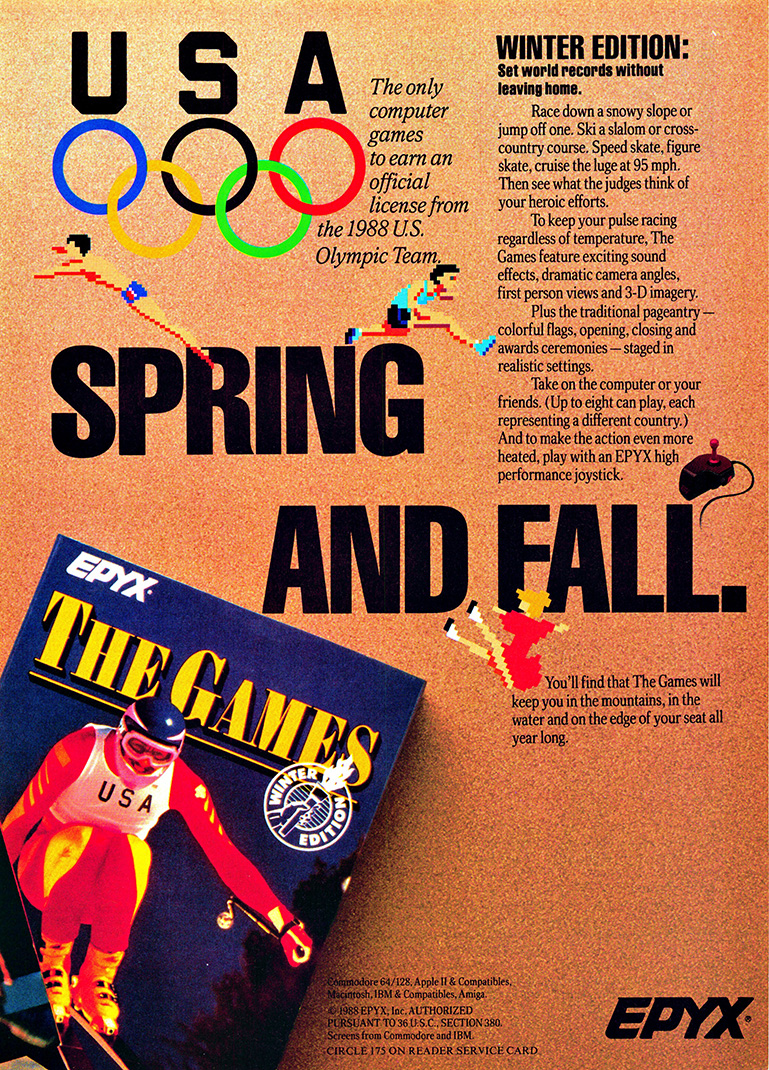 USA
The only
computer
games
to earn an
official
license from
the 1988 U.S.
Olympic Team.
SPRING
AND FALL.
WINTER EDITION:
Set world records without
leaving home.
Race down a snowy slope or
jump off one. Ski a slalom or cross-
country course. Speed skate, figure
skate, cruise the luge at 95 mph.
Then see what the judges think of
your heroic efforts.
To keep your pulse racing
regardless of temperature, The
Games feature exciting sound
effects, dramatic camera angles,
first person views and 3-D imagery.
Plus the traditional pageantry —
colorful flags, opening, closing and
awards ceremonies — staged in
realistic settings.
Take on the computer or your
friends. (Up to eight can play, each
representing a different country.)
And to make the action even more
heated, play with an EPYX high
performance joystick.
You'll find that The Games will
keep you in the mountains, in the
water and on the edge of your seat all
year long.
EPYX®
THE GAMES
WINTER
EDITION
USA
Commodore 64/128, Apple II & Compatibles,
Macintosh, IBM & Compatibles, Amiga.
© 1988 EPYX, Inc. AUTHORIZED
PURSUANT TO 36 U.S.C., SECTION 380.
Screens from Commodore and IBM.
CIRCLE 175 ON READER SERVICE CARD
EPYX®